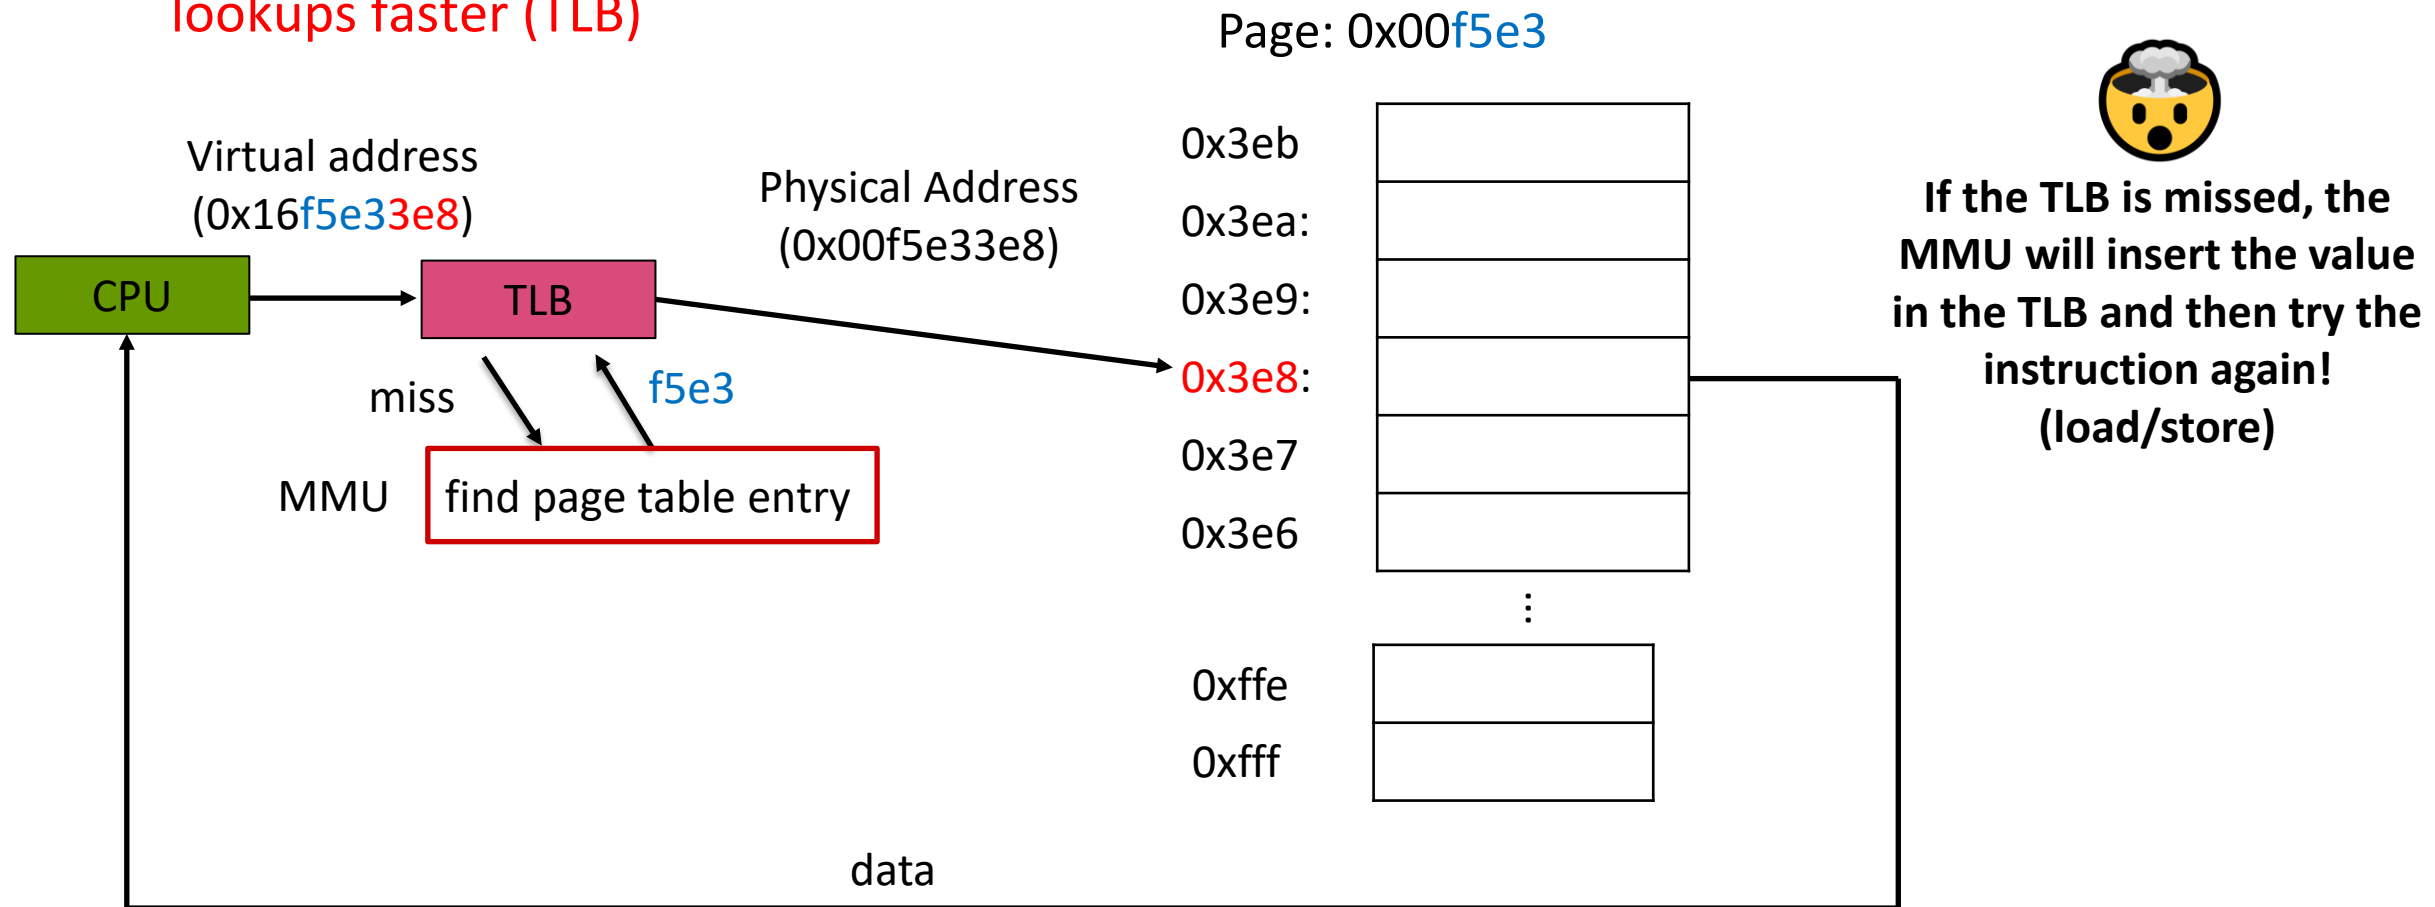 lookups faster (TLB)
Page: 0x00f5e3
Virtual address
(0x16f5e33e8)
Physical Address
(0x00f5e33e8)
CPU
TLB
miss
f5e3
MMU
find page table entry
0x3eb
0x3ea:
0x3e9:
0x3e8:
0x3e7
0x3e6
...
0xffe
0xfff
data
If the TLB is missed, the
MMU will insert the value
in the TLB and then try the
instruction again!
(load/store)